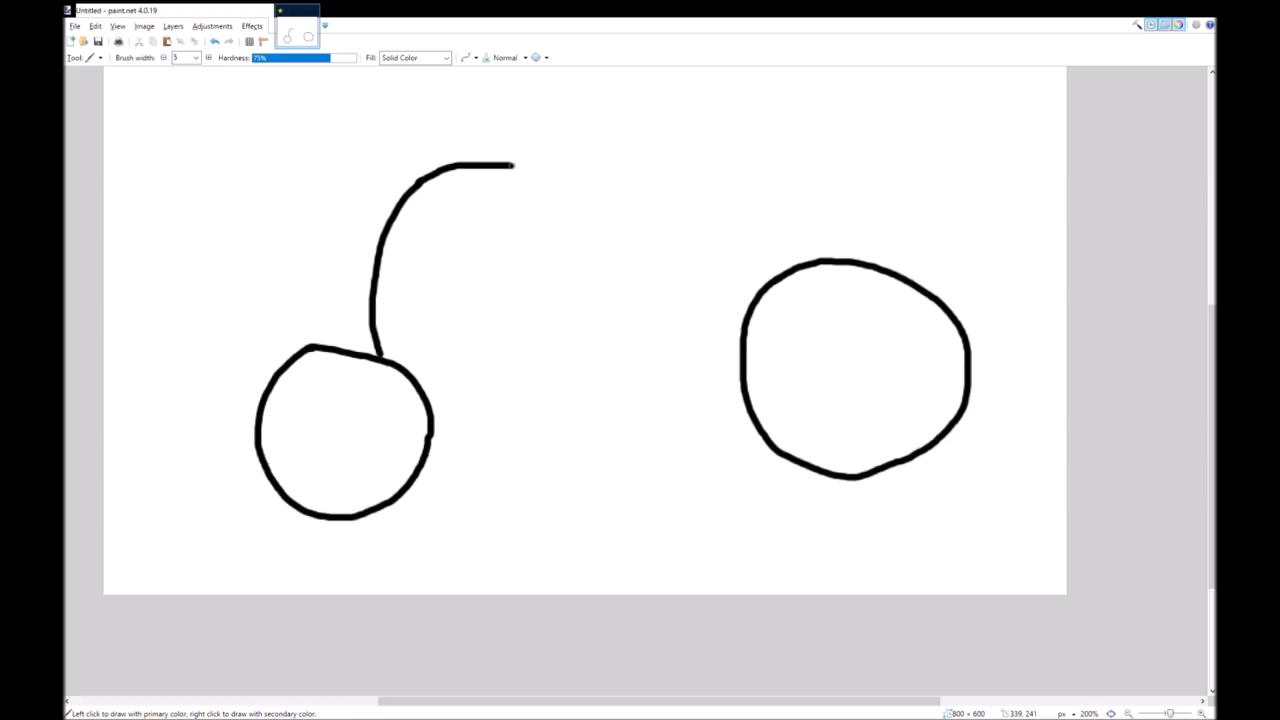 Untitled - paint.net 4.0.19
File Edit View Image Layers Adjustments Effects
Tool: Brush width: 5 Hardness: 75% Fill: Solid Color Normal
Left click to draw with primary color, right click to draw with secondary color. 800 × 600 339, 241 px 200%